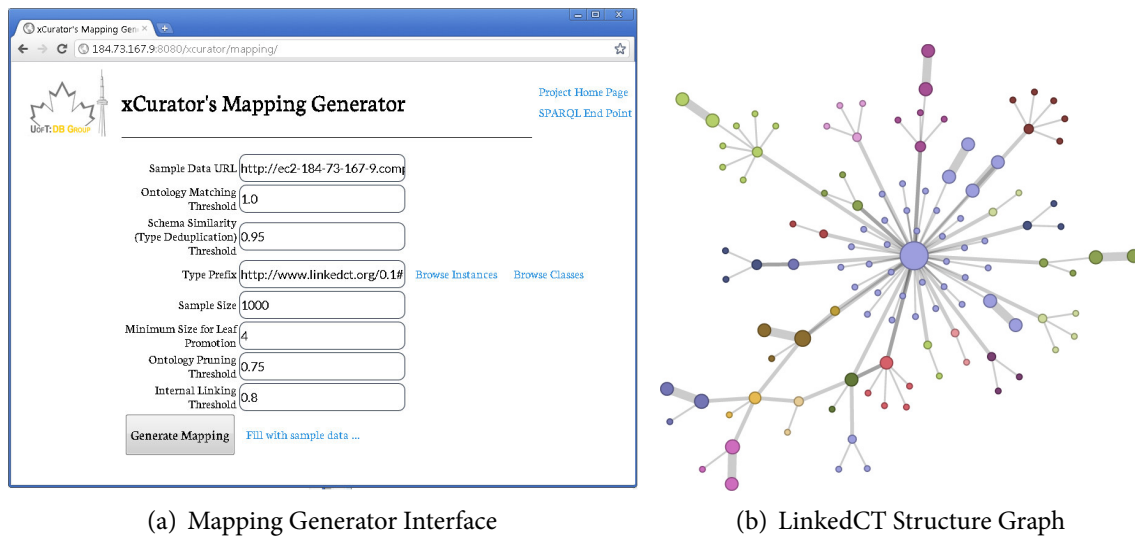 xCurator's Mapping Gen
184.73.167.9:8080/xcurator/mapping/
UofT:DB Group
xCurator's Mapping Generator
Project Home Page
SPARQL End Point
Sample Data URL http://ec2-184-73-167-9.comp
Ontology Matching
Threshold 1.0
Schema Similarity
(Type Deduplication)
Threshold 0.95
Type Prefix http://www.linkedct.org/0.1# Browse Instances Browse Classes
Sample Size 1000
Minimum Size for Leaf
Promotion 4
Ontology Pruning
Threshold 0.75
Internal Linking
Threshold 0.8
Generate Mapping Fill with sample data ...
(a) Mapping Generator Interface
(b) LinkedCT Structure Graph